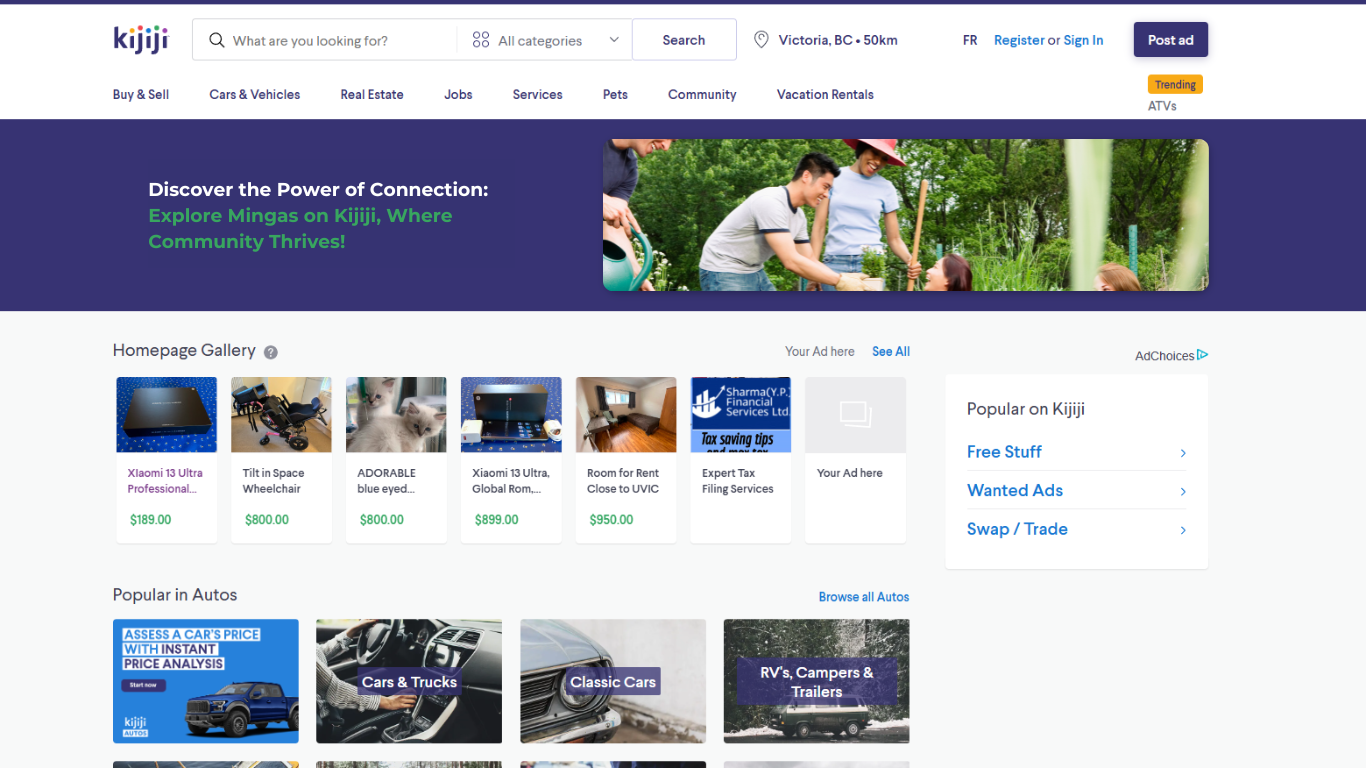 kijiji
What are you looking for?
All categories
Search
Victoria, BC • 50km
FR
Register or Sign In
Post ad
Buy & Sell
Cars & Vehicles
Real Estate
Jobs
Services
Pets
Community
Vacation Rentals
Trending
ATVs
Discover the Power of Connection:
Explore Mingas on Kijiji, Where
Community Thrives!
Homepage Gallery ?
Your Ad here
See All
AdChoices
Sharma(Y.P.)
Financial
Services Ltd.
Tax saving tips
XIaomi 13 Ultra
Professional...
$189.00
Tilt in Space
Wheelchair
$800.00
ADORABLE
blue eyed...
$800.00
Xiaomi 13 Ultra,
Global Rom,...
$899.00
Room for Rent
Close to UVIC
$950.00
Expert Tax
Filing Services
Your Ad here
Popular on Kijiji
Free Stuff
Wanted Ads
Swap / Trade
Popular in Autos
Browse all Autos
ASSESS A CAR'S PRICE
WITH INSTANT
PRICE ANALYSIS
Start now
kijiji
AUTOS
Cars & Trucks
Classic Cars
RV's, Campers &
Trailers